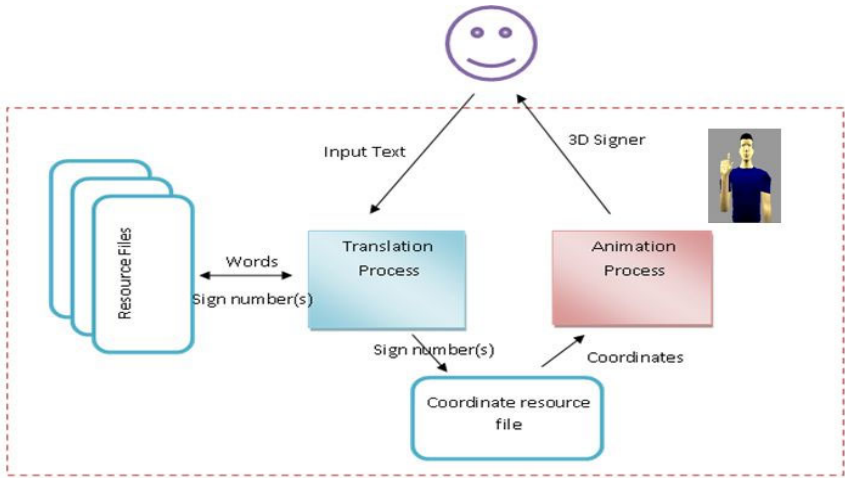 Input Text
3D Signer
Resource Files
Words
Sign number(s)
Translation
Process
Animation
Process
Sign number(s)
Coordinates
Coordinate resource
file